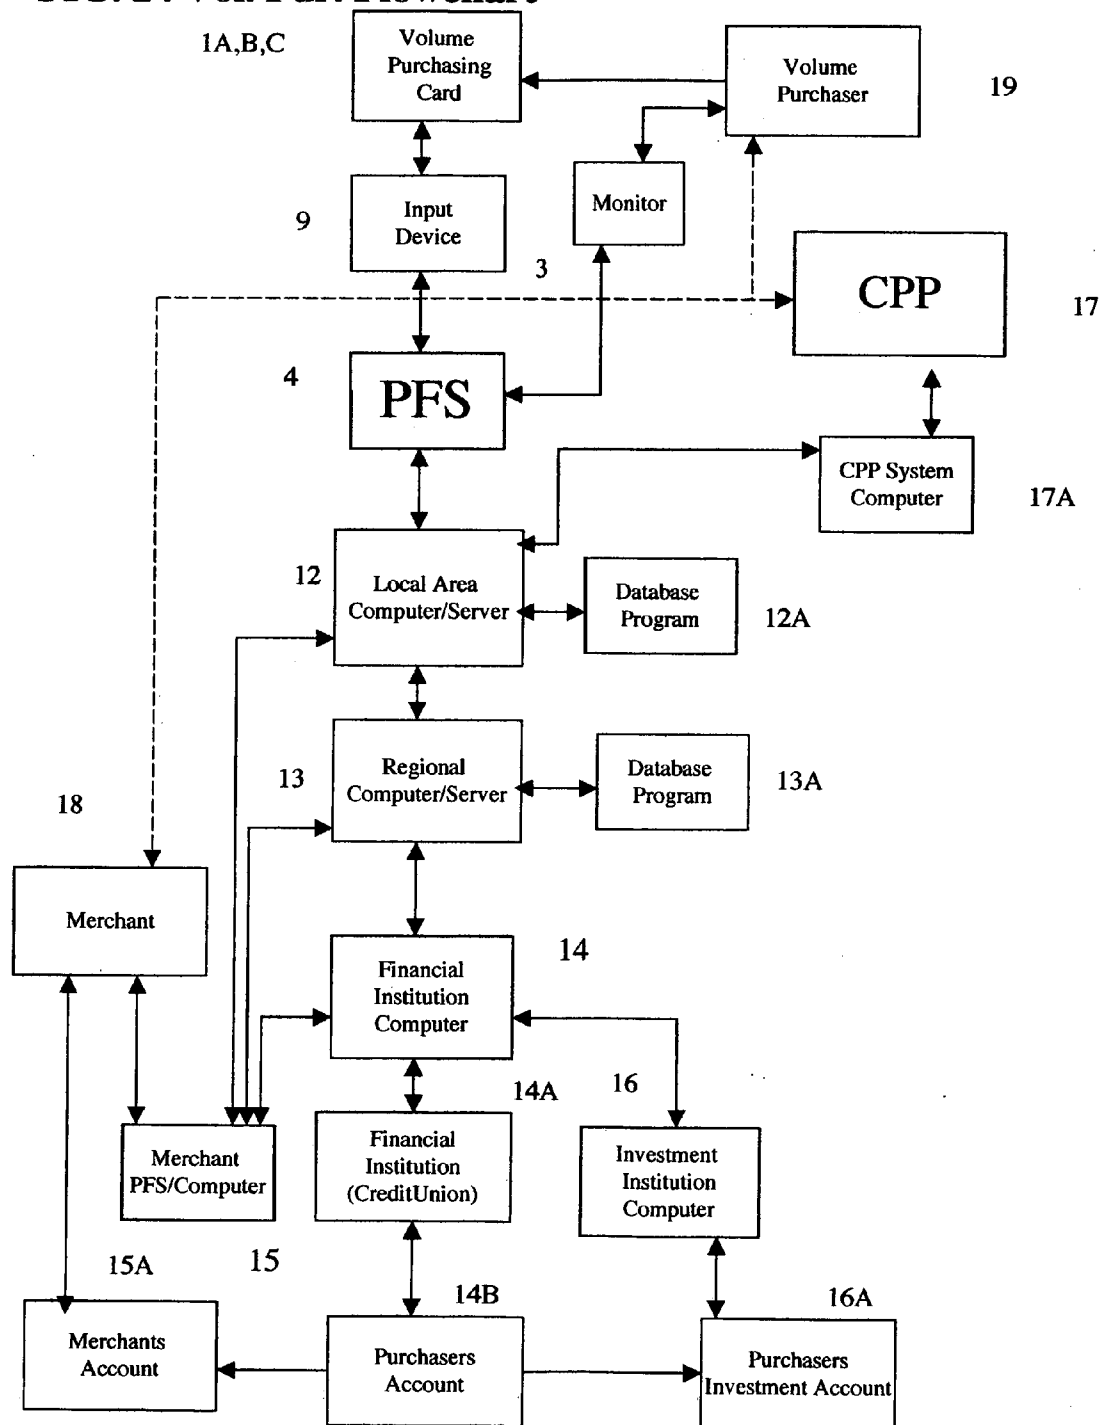 1A,B,C
Volume
Purchasing
Card
Volume
Purchaser
19
9
Input
Device
Monitor
3
CPP
17
4
PFS
CPP System
Computer
17A
12
Local Area
Computer/Server
Database
Program
12A
13
Regional
Computer/Server
Database
Program
13A
18
Merchant
Financial
Institution
Computer
14
14A
16
Merchant
PFS/Computer
Financial
Institution
(CreditUnion)
Investment
Institution
Computer
15A
15
14B
16A
Merchants
Account
Purchasers
Account
Purchasers
Investment Account